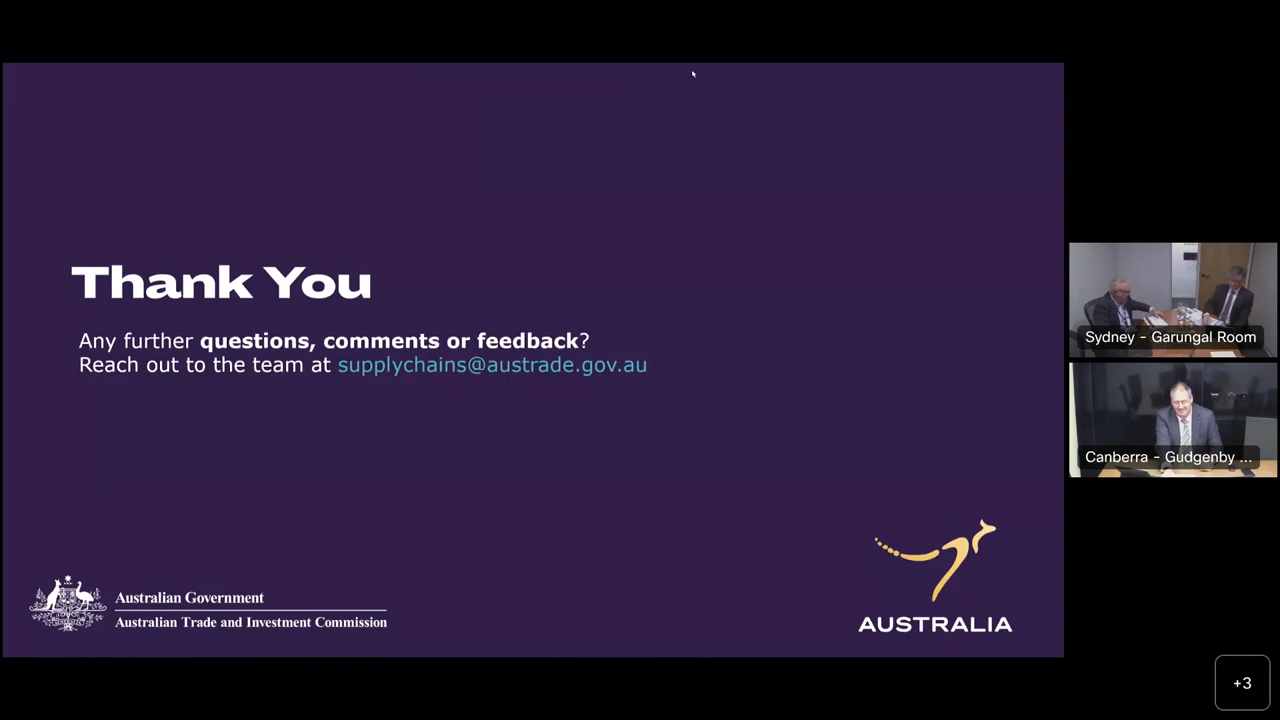 Thank You
Any further questions, comments or feedback?
Reach out to the team at supplychains@austrade.gov.au
Australian Government
Australian Trade and Investment Commission
AUSTRALIA
Sydney - Garungal Room
Canberra - Gudgenby ...
+3